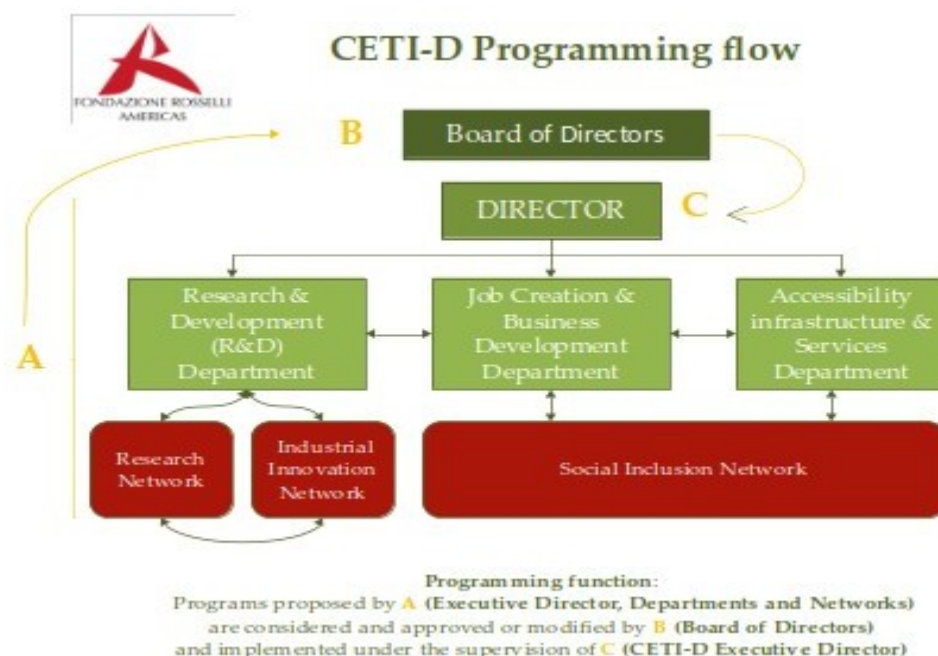 FONDAZIONE ROSSELLI
AMERICAS
CETI-D Programming flow
B
Board of Directors
DIRECTOR
C
A
Research &
Development
(R&D)
Department
Job Creation &
Business
Development
Department
Accessibility
infrastructure &
Services
Department
Research
Network
Industrial
Innovation
Network
Social Inclusion Network
Programming function:
Programs proposed by A (Executive Director, Departments and Networks)
are considered and approved or modified by B (Board of Directors)
and implemented under the supervision of C (CETI-D Executive Director)